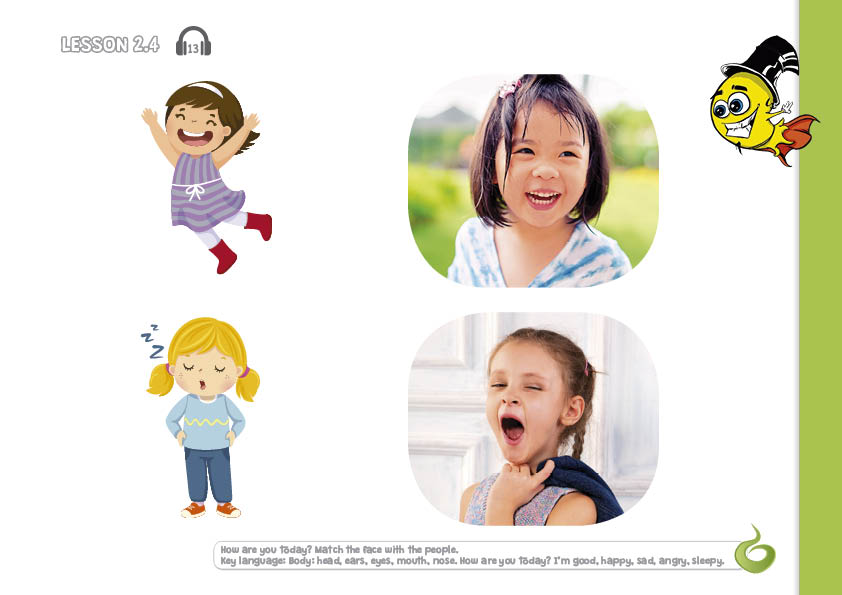 LESSON 2.4
13
z z z
How are you today? Match the face with the people.
Key language: Body: head, ears, eyes, mouth, nose. How are you today? I'm good, happy, sad, angry, sleepy.
6